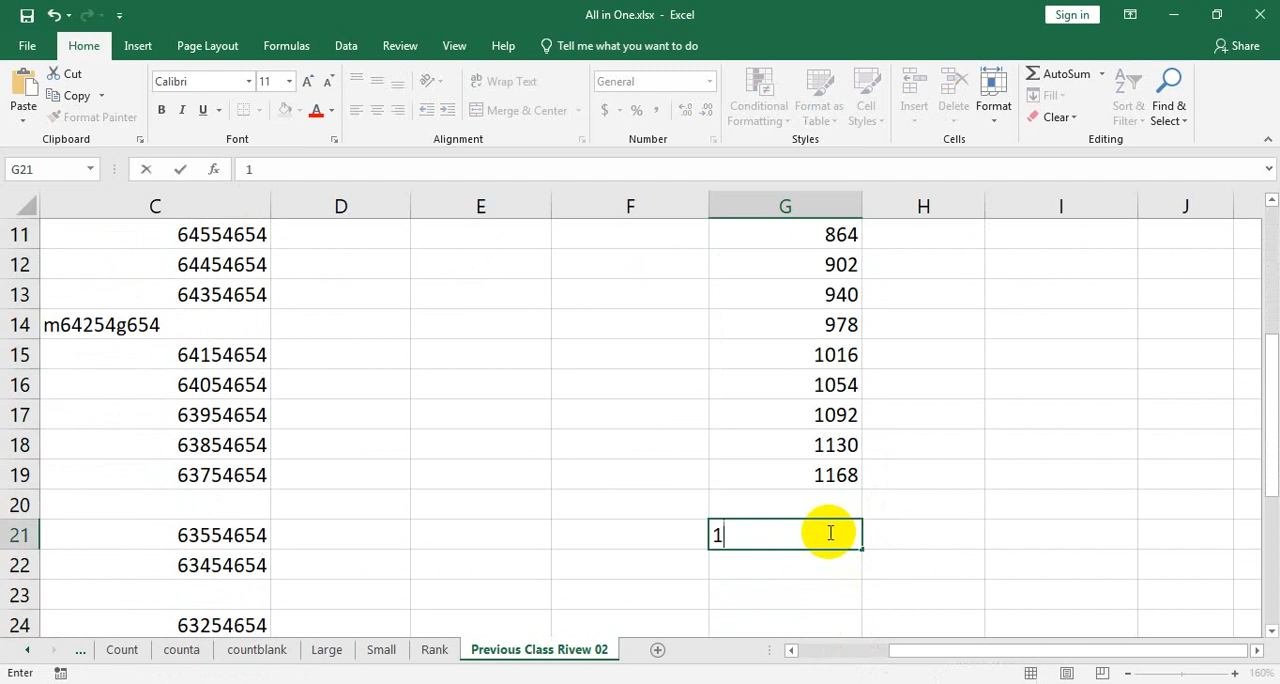 All in One.xlsx - Excel
Sign in
File Home Insert Page Layout Formulas Data Review View Help Tell me what you want to do Share
Paste
Cut
Copy
Format Painter
Clipboard
Calibri 11
B I U
Font
Wrap Text
Merge & Center
Alignment
General
$ % ,
Number
Conditional Formatting
Format as Table
Cell Styles
Styles
Insert
Delete
Format
Cells
AutoSum
Fill
Clear
Sort & Filter
Find & Select
Editing
G21 fx 1
C D E F G H I J
11 64554654 864
12 64454654 902
13 64354654 940
14 m64254g654 978
15 64154654 1016
16 64054654 1054
17 63954654 1092
18 63854654 1130
19 63754654 1168
20
21 63554654 1
22 63454654
23
24 63254654
... Count counta countblank Large Small Rank Previous Class Rivew 02
Enter 160%